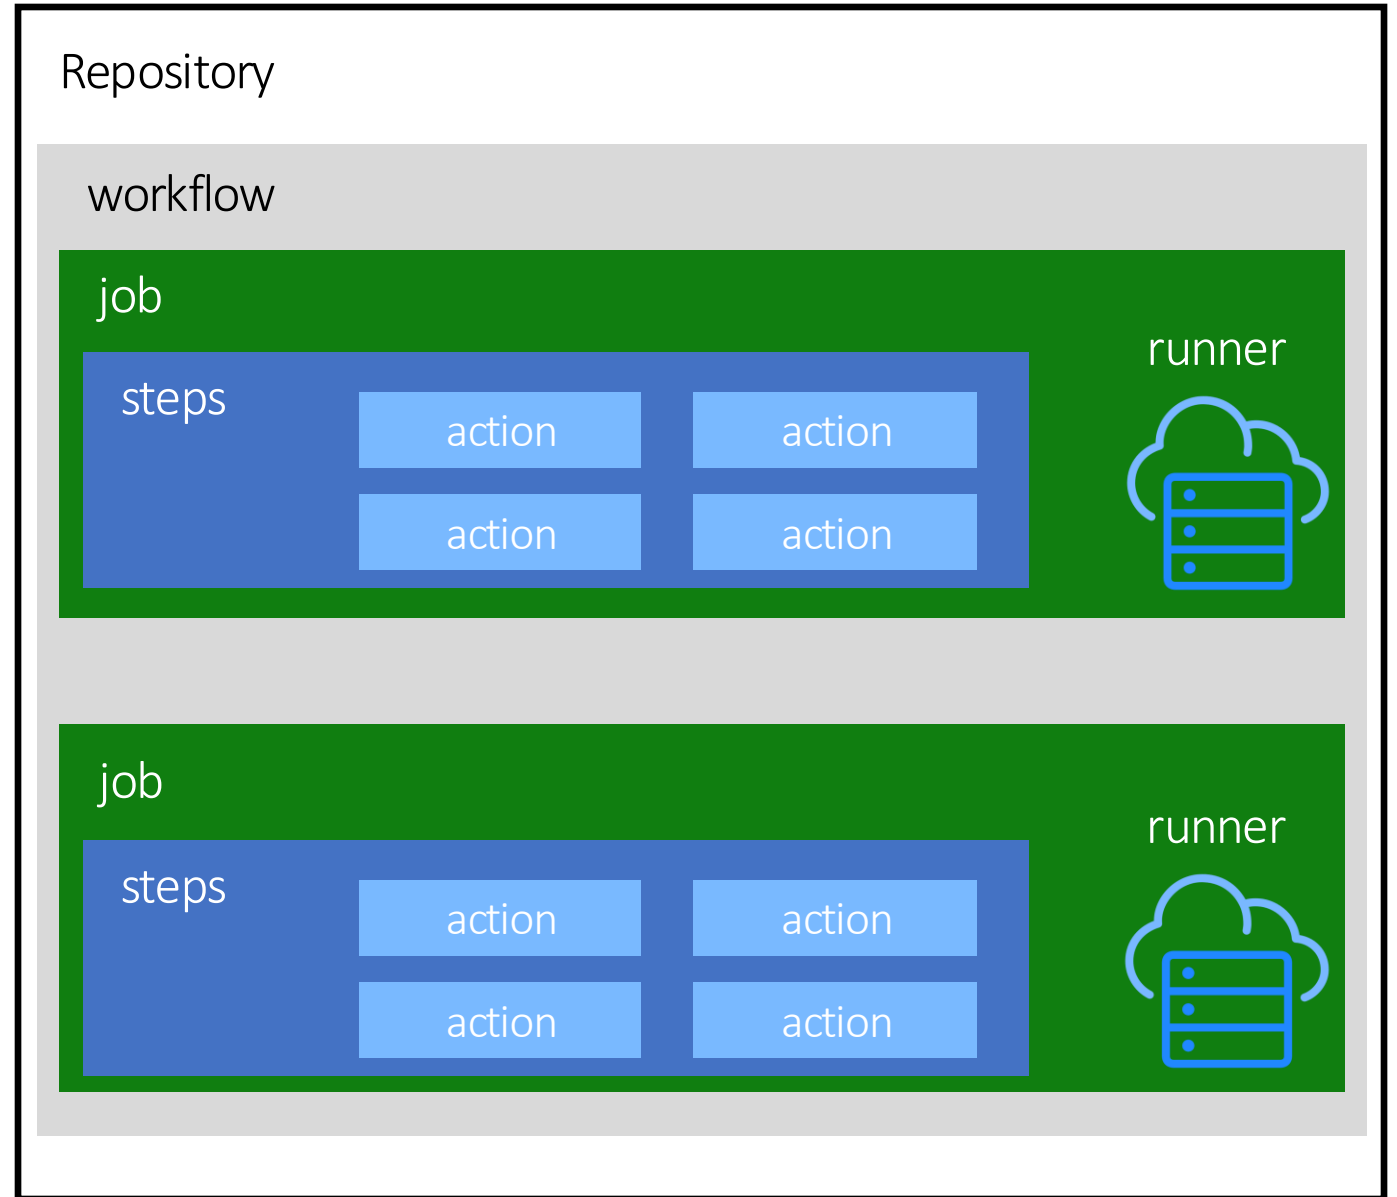 Repository
workflow
job
runner
steps
action action
action action
job
runner
steps
action action
action action